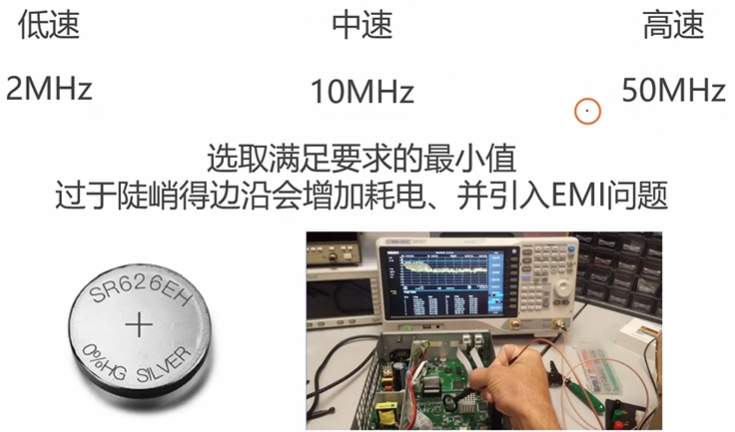 低速 中速 高速
2MHz 10MHz 50MHz
选取满足要求的最小值
过于陡峭得边沿会增加耗电、并引入EMI问题
SR626EH
+
0%HG SILVER